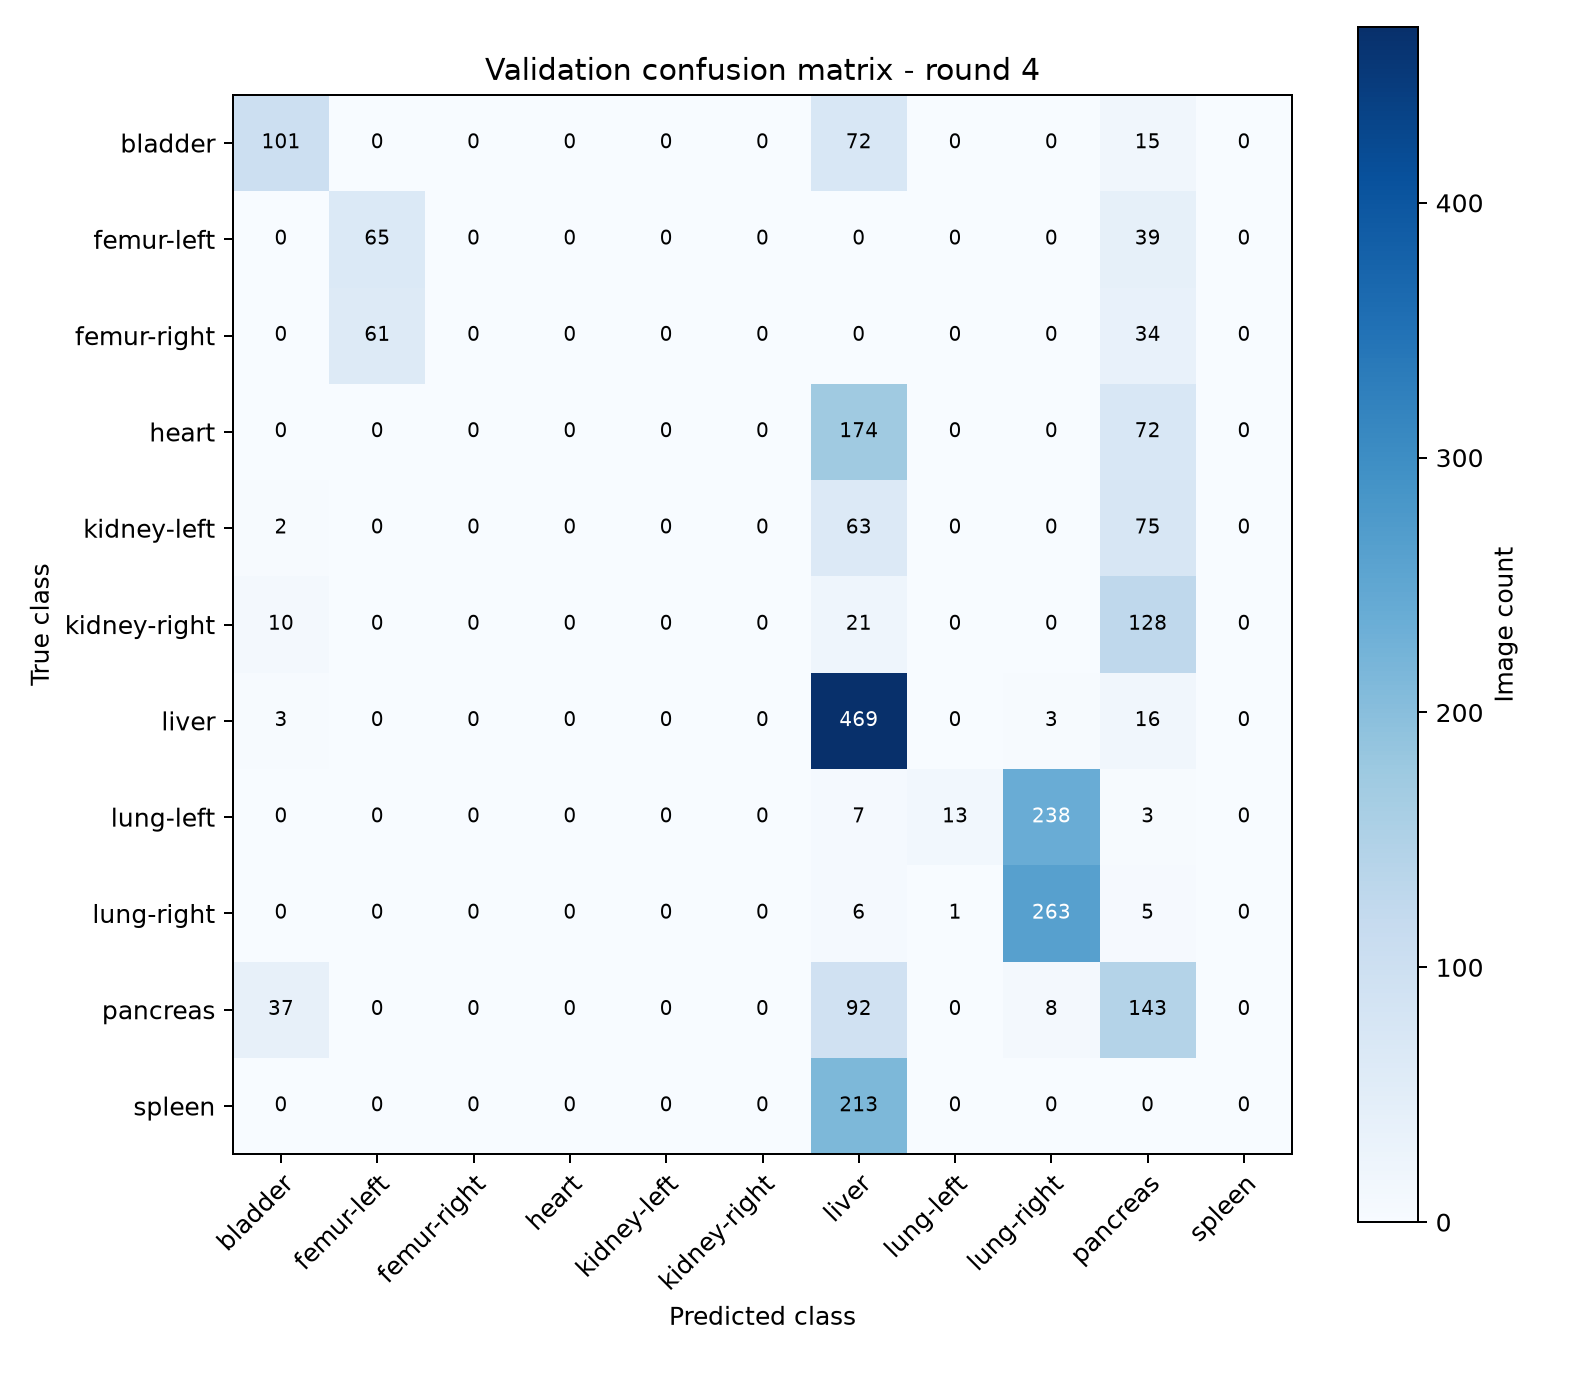 Validation confusion matrix - round 4
bladder 101 0 0 0 0 0 72 0 0 15 0
femur-left 0 65 0 0 0 0 0 0 0 39 0
femur-right 0 61 0 0 0 0 0 0 0 34 0
heart 0 0 0 0 0 0 174 0 0 72 0
kidney-left 2 0 0 0 0 0 63 0 0 75 0
kidney-right 10 0 0 0 0 0 21 0 0 128 0
liver 3 0 0 0 0 0 469 0 3 16 0
lung-left 0 0 0 0 0 0 7 13 238 3 0
lung-right 0 0 0 0 0 0 6 1 263 5 0
pancreas 37 0 0 0 0 0 92 0 8 143 0
spleen 0 0 0 0 0 0 213 0 0 0 0
True class
bladder femur-left femur-right heart kidney-left kidney-right liver lung-left lung-right pancreas spleen
Predicted class
400
300
200
100
0
Image count